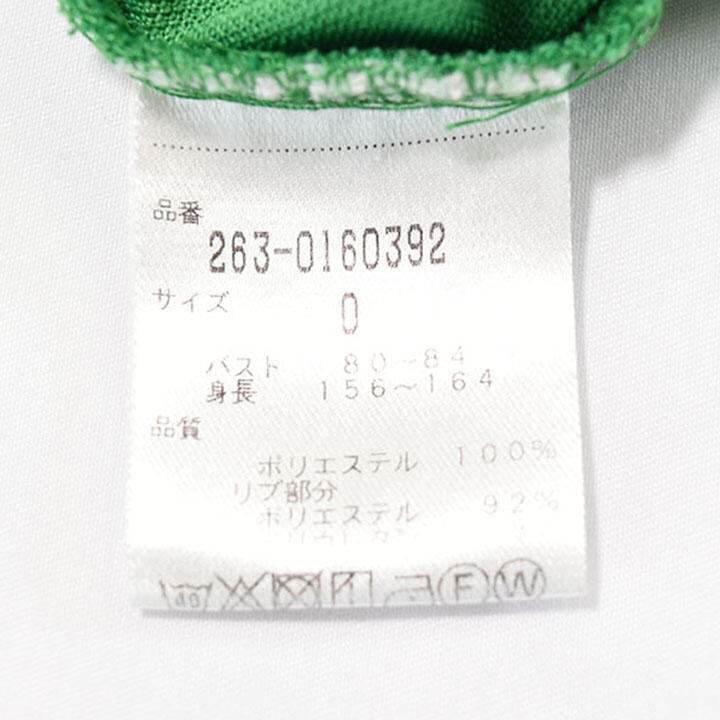 品番
263-0160392
サイズ
0
バスト 80〜84
身長 156〜164
品質
ポリエステル 100%
リブ部分
ポリエステル 92%